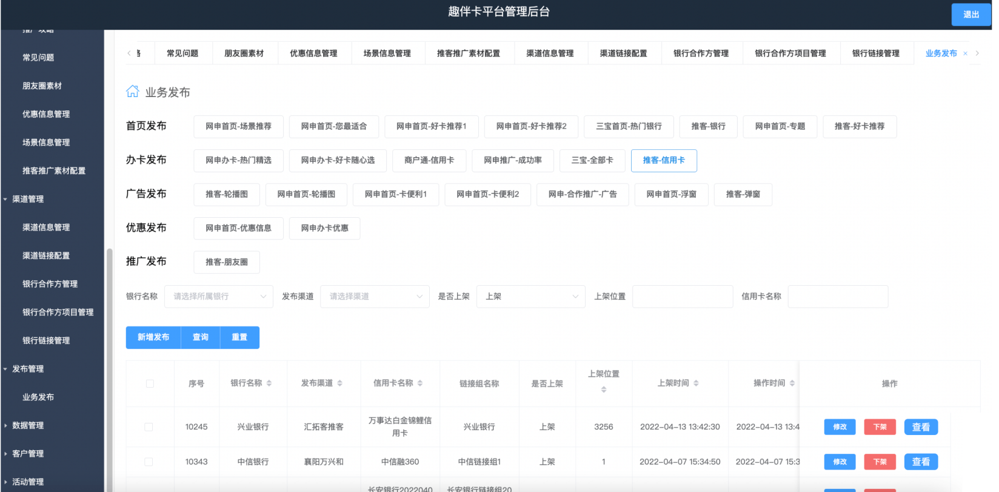 趣伴卡平台管理后台
退出
推广攻略
常见问题
朋友圈素材
优惠信息管理
场景信息管理
推客推广素材配置
渠道管理
渠道信息管理
渠道链接配置
银行合作方管理
银行合作方项目管理
银行链接管理
发布管理
业务发布
数据管理
客户管理
活动管理
常见问题 朋友圈素材 优惠信息管理 场景信息管理 推客推广素材配置 渠道信息管理 渠道链接配置 银行合作方管理 银行合作方项目管理 银行链接管理 业务发布
业务发布
首页发布 网申首页-场景推荐 网申首页-您最适合 网申首页-好卡推荐1 网申首页-好卡推荐2 三宝首页-热门银行 推客-银行 网申首页-专题 推客-好卡推荐
办卡发布 网申办卡-热门精选 网申办卡-好卡随心选 商户通-信用卡 网申推广-成功率 三宝-全部卡 推客-信用卡
广告发布 推客-轮播图 网申首页-轮播图 网申首页-卡便利1 网申首页-卡便利2 网申-合作推广-广告 网申首页-浮窗 推客-弹窗
优惠发布 网申首页-优惠信息 网申办卡优惠
推广发布 推客-朋友圈
银行名称 请选择所属银行 发布渠道 请选择渠道 是否上架 上架 上架位置 信用卡名称
新增发布 查询 重置
序号 银行名称 发布渠道 信用卡名称 链接组名称 是否上架 上架位置 上架时间 操作时间 操作
10245 兴业银行 汇拓客推客 万事达白金锦鲤信用卡 兴业银行 上架 3256 2022-04-13 13:42:30 2022-04-13 13:4 修改 下架 查看
10343 中信银行 襄阳万兴和 中信融360 中信链接组1 上架 1 2022-04-07 15:34:50 2022-04-07 15:3 修改 下架 查看
长安银行2022040 长安银行链接组20